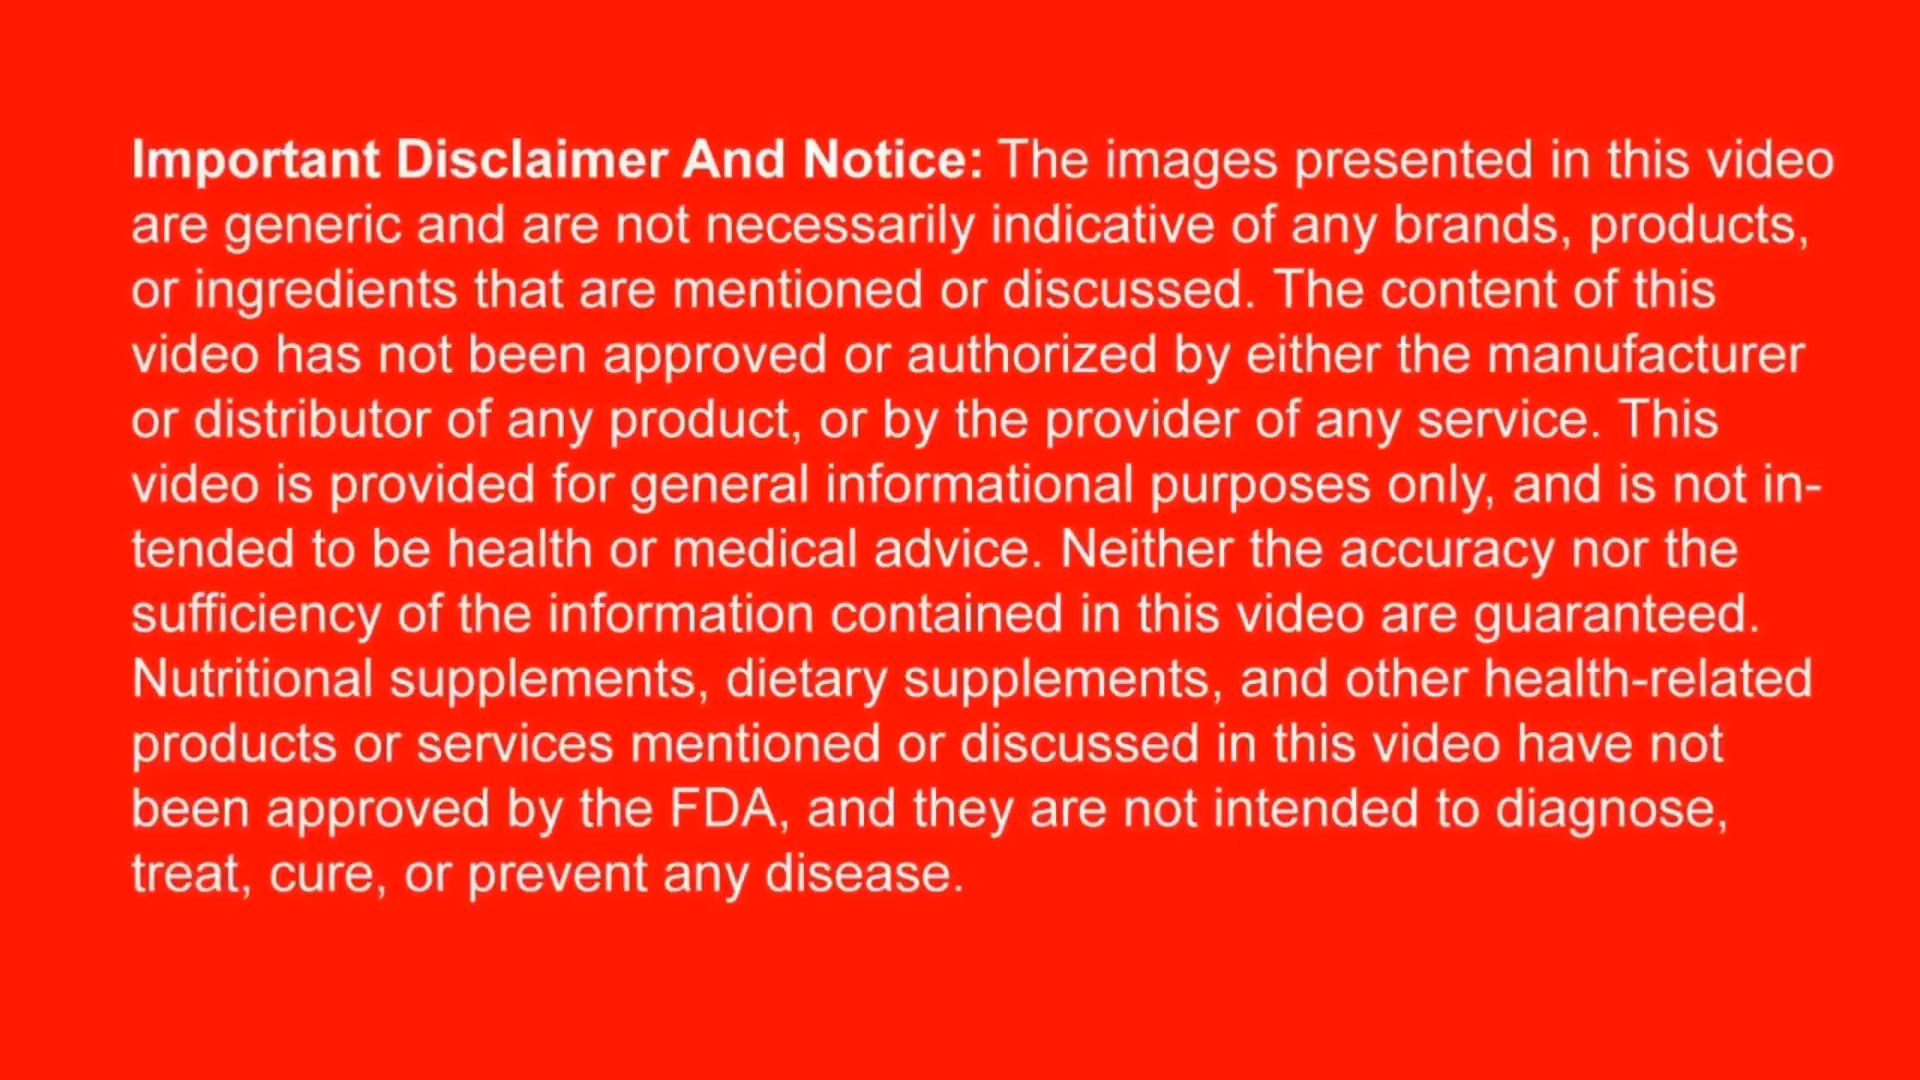 Important Disclaimer And Notice: The images presented in this video
are generic and are not necessarily indicative of any brands, products,
or ingredients that are mentioned or discussed. The content of this
video has not been approved or authorized by either the manufacturer
or distributor of any product, or by the provider of any service. This
video is provided for general informational purposes only, and is not in-
tended to be health or medical advice. Neither the accuracy nor the
sufficiency of the information contained in this video are guaranteed.
Nutritional supplements, dietary supplements, and other health-related
products or services mentioned or discussed in this video have not
been approved by the FDA, and they are not intended to diagnose,
treat, cure, or prevent any disease.